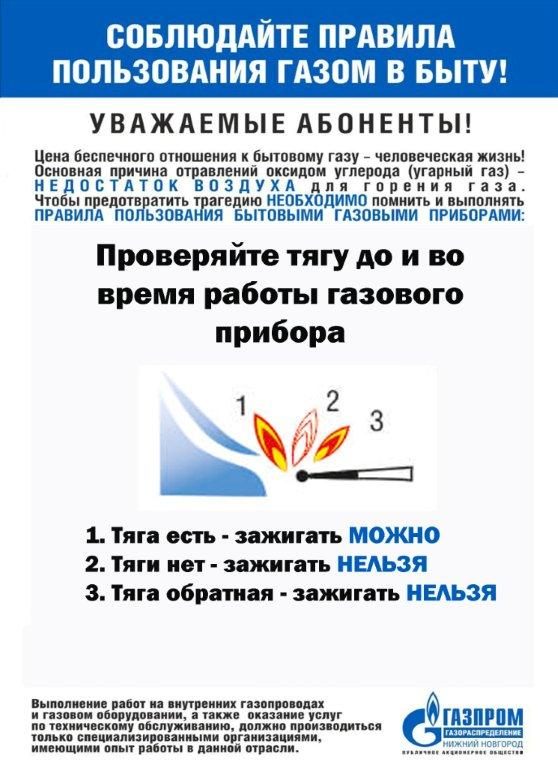 СОБЛЮДАЙТЕ ПРАВИЛА
ПОЛЬЗОВАНИЯ ГАЗОМ В БЫТУ!
УВАЖАЕМЫЕ АБОНЕНТЫ!
Цена беспечного отношения к бытовому газу – человеческая жизнь!
Основная причина отравлений оксидом углерода (угарный газ) –
НЕДОСТАТОК ВОЗДУХА для горения газа.
Чтобы предотвратить трагедию НЕОБХОДИМО помнить и выполнять
ПРАВИЛА ПОЛЬЗОВАНИЯ БЫТОВЫМИ ГАЗОВЫМИ ПРИБОРАМИ:
Проверяйте тягу до и во
время работы газового
прибора
1 2 3
1. Тяга есть - зажигать МОЖНО
2. Тяги нет - зажигать НЕЛЬЗЯ
3. Тяга обратная - зажигать НЕЛЬЗЯ
Выполнение работ на внутренних газопроводах
и газовом оборудовании, а также оказание услуг
по техническому обслуживанию, должно производиться
только специализированными организациями,
имеющими опыт работы в данной отрасли.
ГАЗПРОМ
ГАЗОРАСПРЕДЕЛЕНИЕ
НИЖНИЙ НОВГОРОД
ПУБЛИЧНОЕ АКЦИОНЕРНОЕ ОБЩЕСТВО